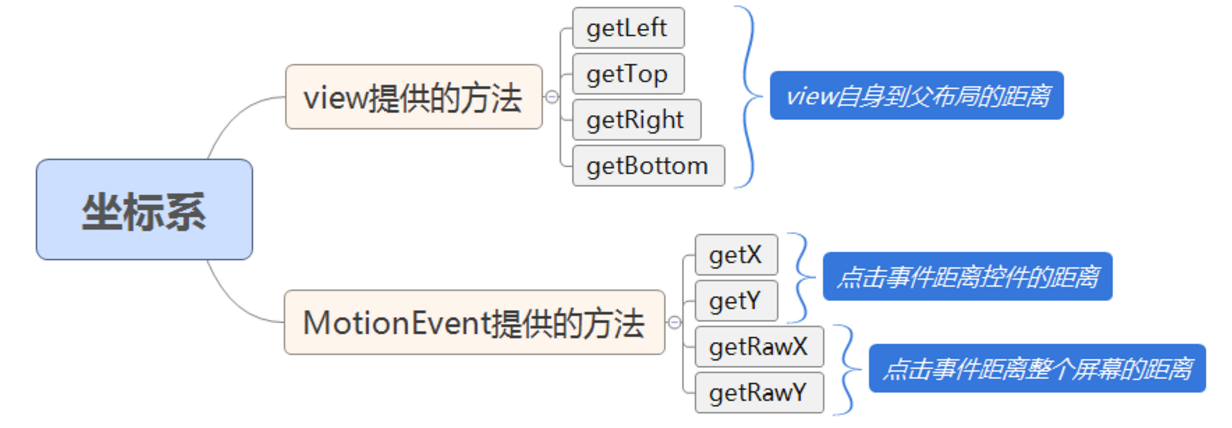 坐标系
view提供的方法
getLeft
getTop
getRight
getBottom
view自身到父布局的距离
MotionEvent提供的方法
getX
getY
点击事件距离控件的距离
getRawX
getRawY
点击事件距离整个屏幕的距离